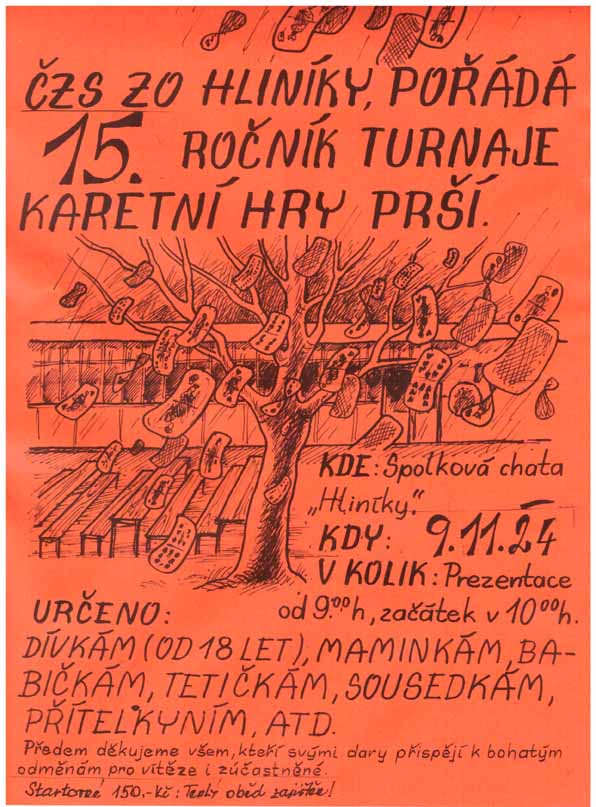 ČZS ZO HLINÍKY, POŘÁDÁ
15. ROČNÍK TURNAJE
KARETNÍ HRY PRŠÍ.
KDE: Spolková chata
„Hliníky".
KDY: 9.11.24
V KOLIK: Prezentace
od 9.00h, začátek v 10 00h.
URČENO:
DÍVKÁM (OD 18 LET), MAMINKÁM, BA-
BIČKÁM, TETIČKÁM, SOUSEDKÁM,
PŘÍTELKYNÍM, ATD.
Předem děkujeme všem, kteří svými dary přispějí k bohatým
odměnám pro vítěze i zúčastněné.
Startovné 150,-Kč: Teplý oběd zajištěn!